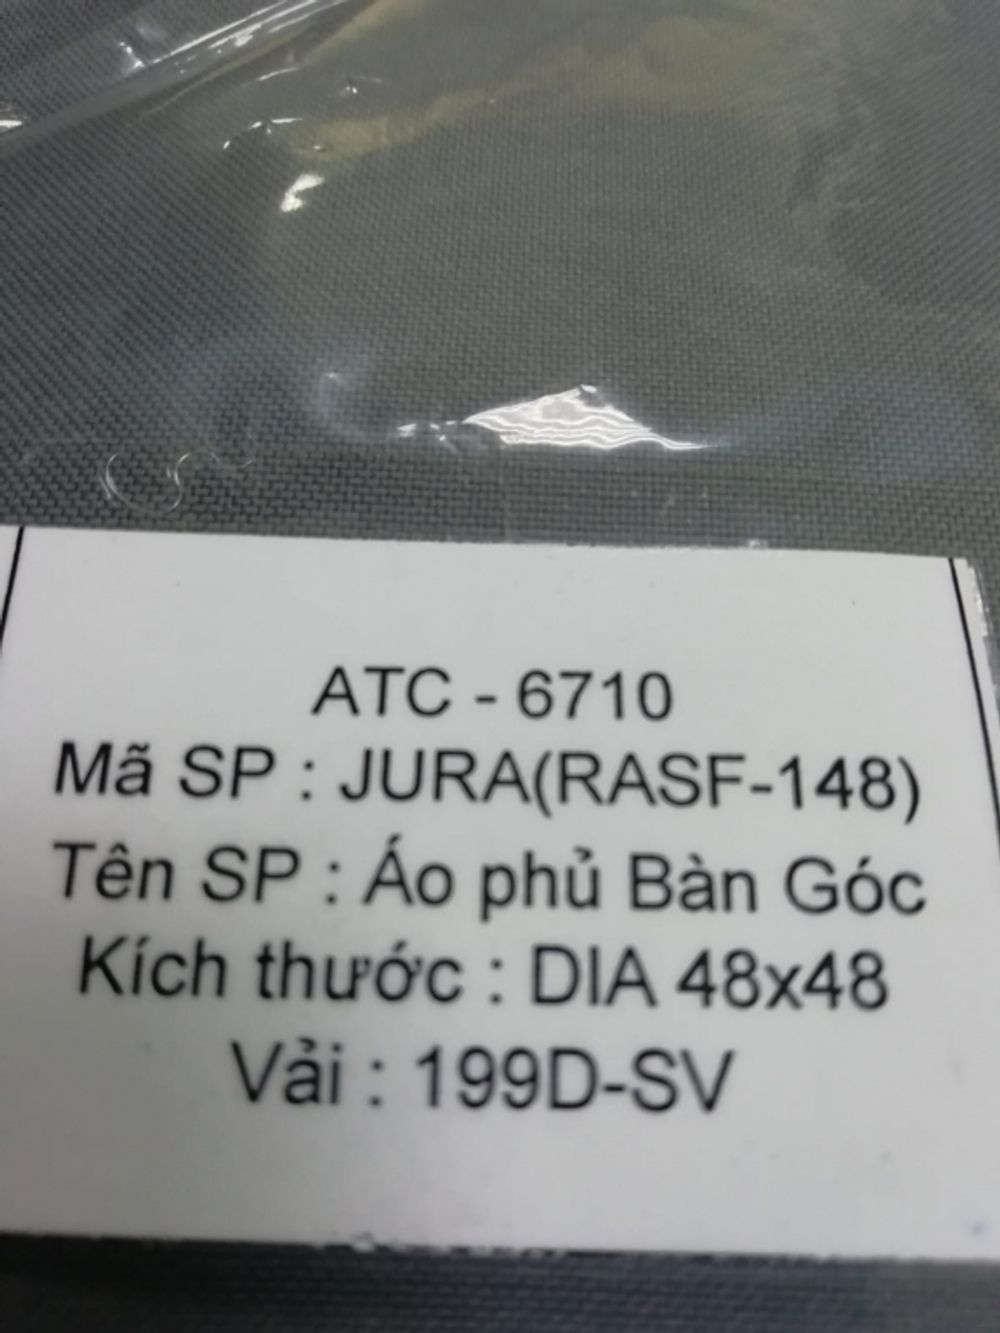 ATC - 6710
Mã SP : JURA(RASF-148)
Tên SP : Áo phủ Bàn Góc
Kích thước : DIA 48x48
Vải : 199D-SV